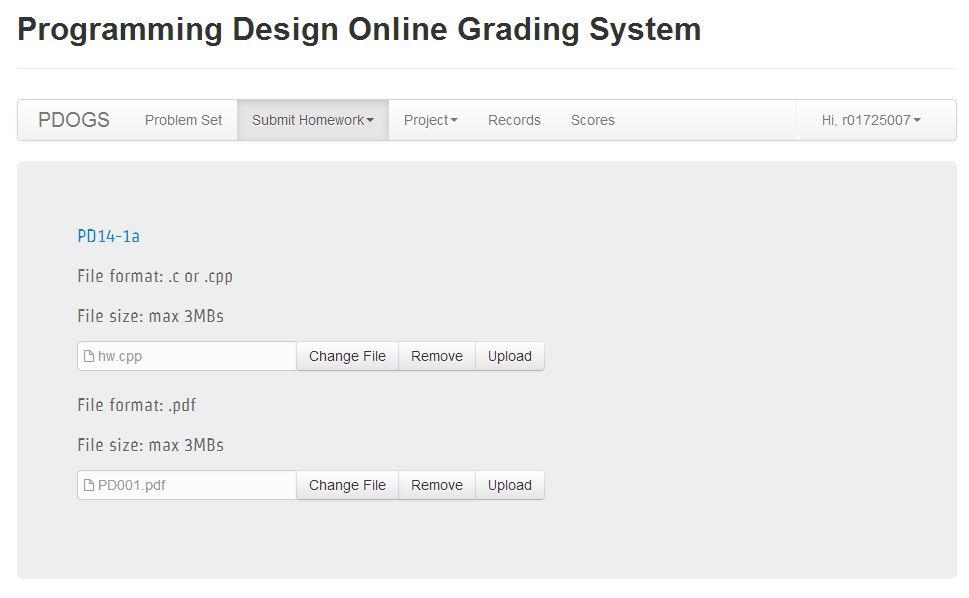 Programming Design Online Grading System
PDOGS Problem Set Submit Homework Project Records Scores Hi, r01725007
PD14-1a
File format: .c or .cpp
File size: max 3MBs
hw.cpp Change File Remove Upload
File format: .pdf
File size: max 3MBs
PD001.pdf Change File Remove Upload